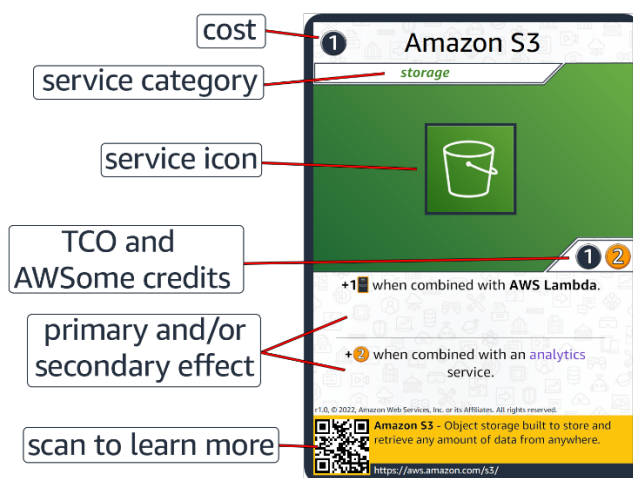 cost
1
Amazon S3
service category
storage
service icon
TCO and
AWSome credits
1 2
+1 when combined with AWS Lambda.
primary and/or
secondary effect
+2 when combined with an analytics
service.
r1.0, © 2022, Amazon Web Services, Inc. or its Affiliates. All rights reserved.
scan to learn more
Amazon S3 - Object storage built to store and
retrieve any amount of data from anywhere.
https://aws.amazon.com/s3/